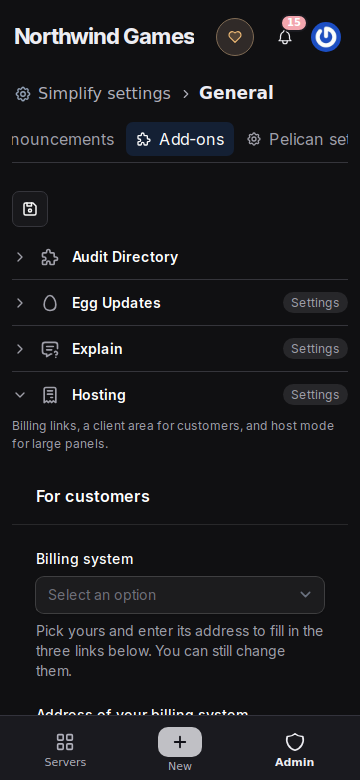 Northwind Games
15
Simplify settings › General
nouncements
Add-ons
Pelican set
Audit Directory
Egg Updates
Settings
Explain
Settings
Hosting
Settings
Billing links, a client area for customers, and host mode
for large panels.
For customers
Billing system
Select an option
Pick yours and enter its address to fill in the
three links below. You can still change
them.
Address of your billing system
Servers
New
Admin